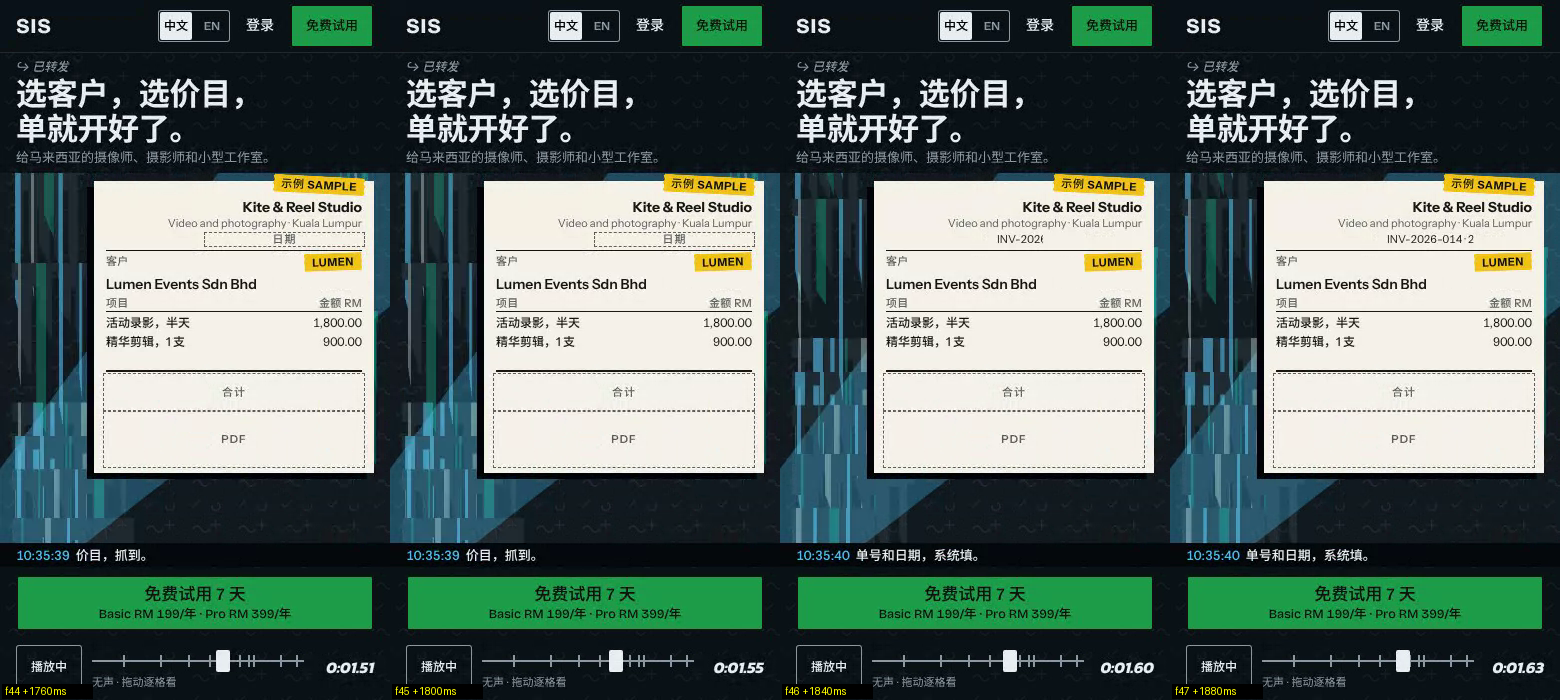 SIS 中文 EN 登录 免费试用
↪ 已转发
选客户，选价目，
单就开好了。
给马来西亚的摄像师、摄影师和小型工作室。
示例 SAMPLE
Kite & Reel Studio
Video and photography · Kuala Lumpur
日期
客户 LUMEN
Lumen Events Sdn Bhd
项目 金额 RM
活动录影，半天 1,800.00
精华剪辑，1支 900.00
合计
PDF
10:35:39 价目，抓到。
免费试用 7 天
Basic RM 199/年 · Pro RM 399/年
播放中 0:01.51
无声 · 拖动逐格看
f44 +1760ms
SIS 中文 EN 登录 免费试用
↪ 已转发
选客户，选价目，
单就开好了。
给马来西亚的摄像师、摄影师和小型工作室。
示例 SAMPLE
Kite & Reel Studio
Video and photography · Kuala Lumpur
日期
客户 LUMEN
Lumen Events Sdn Bhd
项目 金额 RM
活动录影，半天 1,800.00
精华剪辑，1支 900.00
合计
PDF
10:35:39 价目，抓到。
免费试用 7 天
Basic RM 199/年 · Pro RM 399/年
播放中 0:01.55
无声 · 拖动逐格看
f45 +1800ms
SIS 中文 EN 登录 免费试用
↪ 已转发
选客户，选价目，
单就开好了。
给马来西亚的摄像师、摄影师和小型工作室。
示例 SAMPLE
Kite & Reel Studio
Video and photography · Kuala Lumpur
INV-2026
客户 LUMEN
Lumen Events Sdn Bhd
项目 金额 RM
活动录影，半天 1,800.00
精华剪辑，1支 900.00
合计
PDF
10:35:40 单号和日期，系统填。
免费试用 7 天
Basic RM 199/年 · Pro RM 399/年
播放中 0:01.60
无声 · 拖动逐格看
f46 +1840ms
SIS 中文 EN 登录 免费试用
↪ 已转发
选客户，选价目，
单就开好了。
给马来西亚的摄像师、摄影师和小型工作室。
示例 SAMPLE
Kite & Reel Studio
Video and photography · Kuala Lumpur
INV-2026-014 · 2
客户 LUMEN
Lumen Events Sdn Bhd
项目 金额 RM
活动录影，半天 1,800.00
精华剪辑，1支 900.00
合计
PDF
10:35:40 单号和日期，系统填。
免费试用 7 天
Basic RM 199/年 · Pro RM 399/年
播放中 0:01.63
无声 · 拖动逐格看
f47 +1880ms